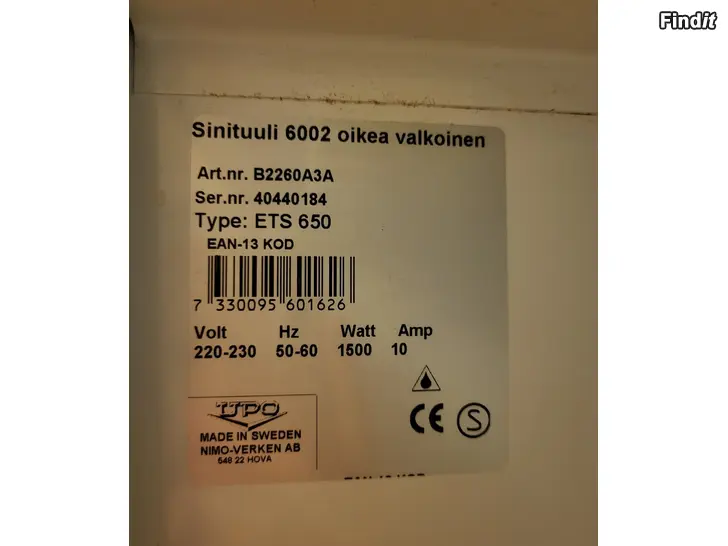 Findit
Sinituuli 6002 oikea valkoinen
Art.nr. B2260A3A
Ser.nr. 40440184
Type: ETS 650
EAN-13 KOD
7 330095 601626
Volt Hz Watt Amp
220-230 50-60 1500 10
CE S
UPO
MADE IN SWEDEN
NIMO-VERKEN AB
548 22 HOVA